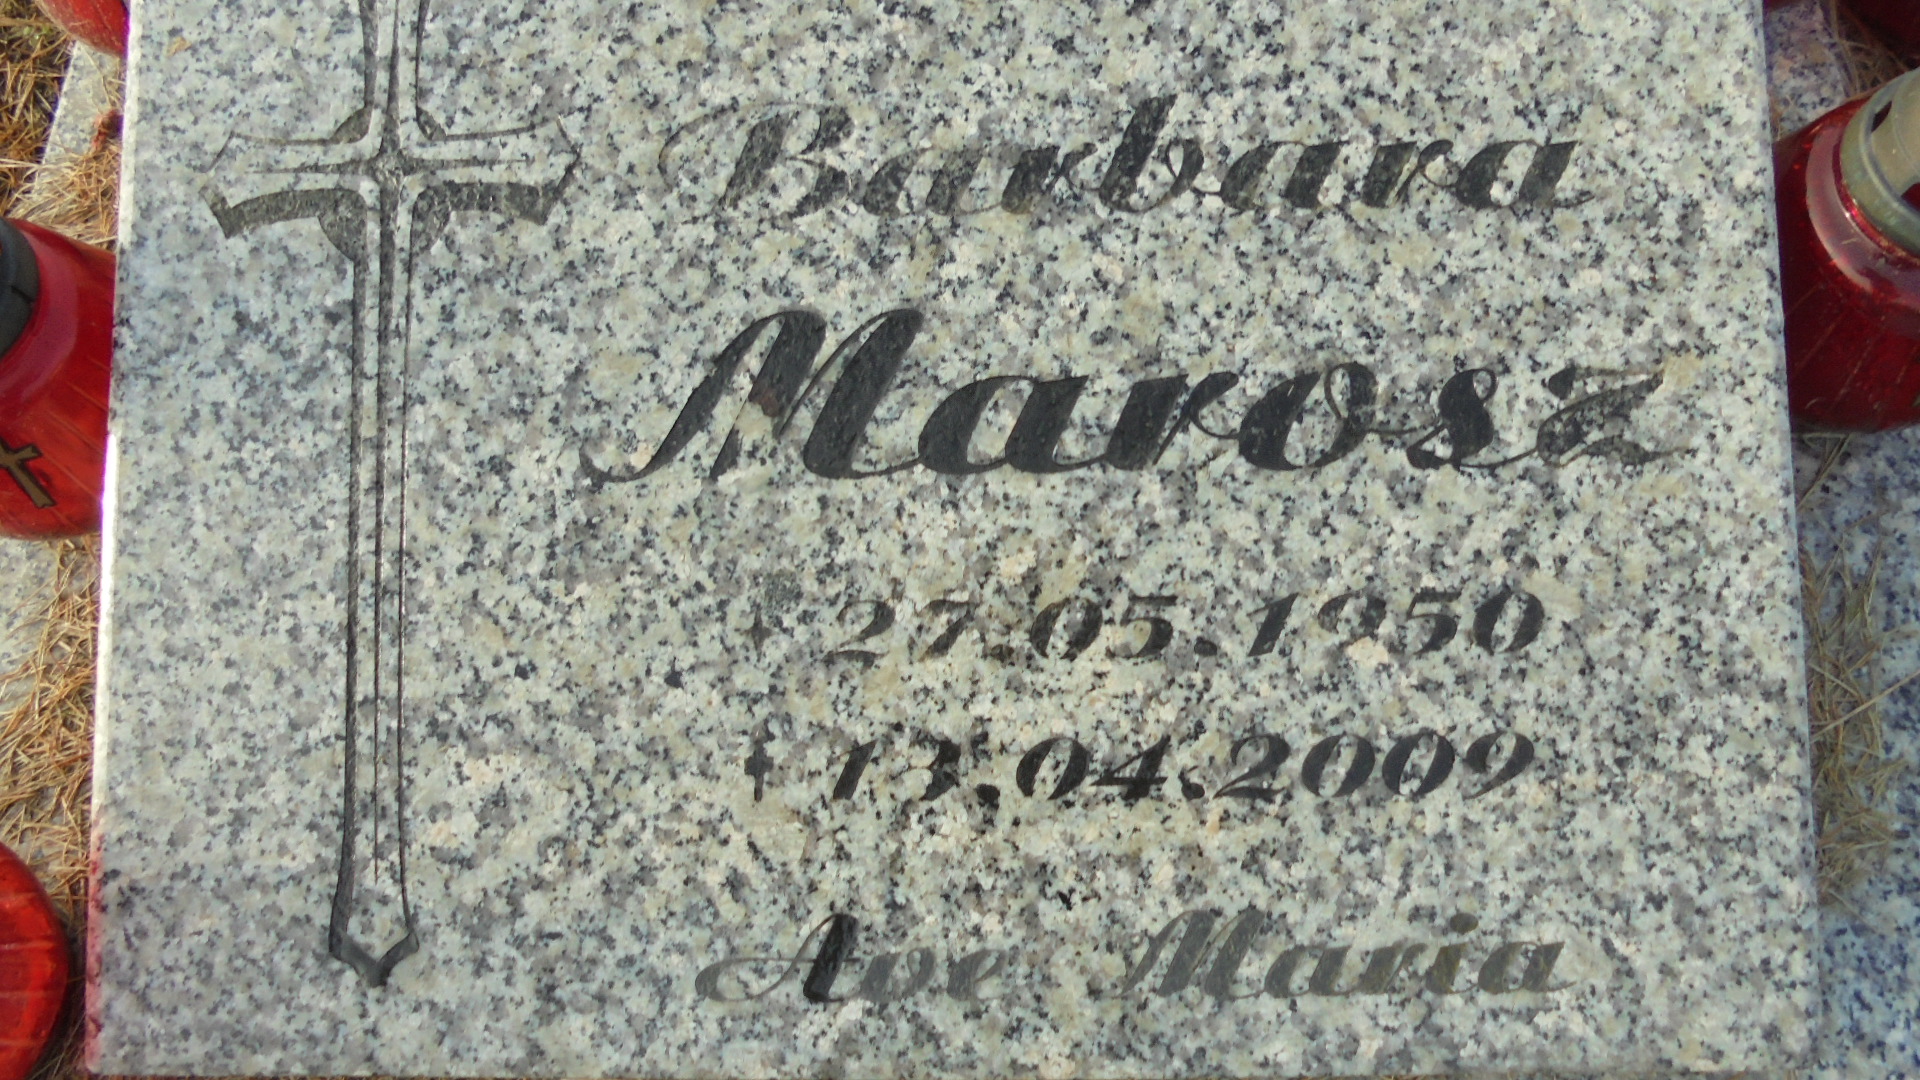 Barbara
Marosz
* 27.05.1950
† 13.04.2009
Ave Maria